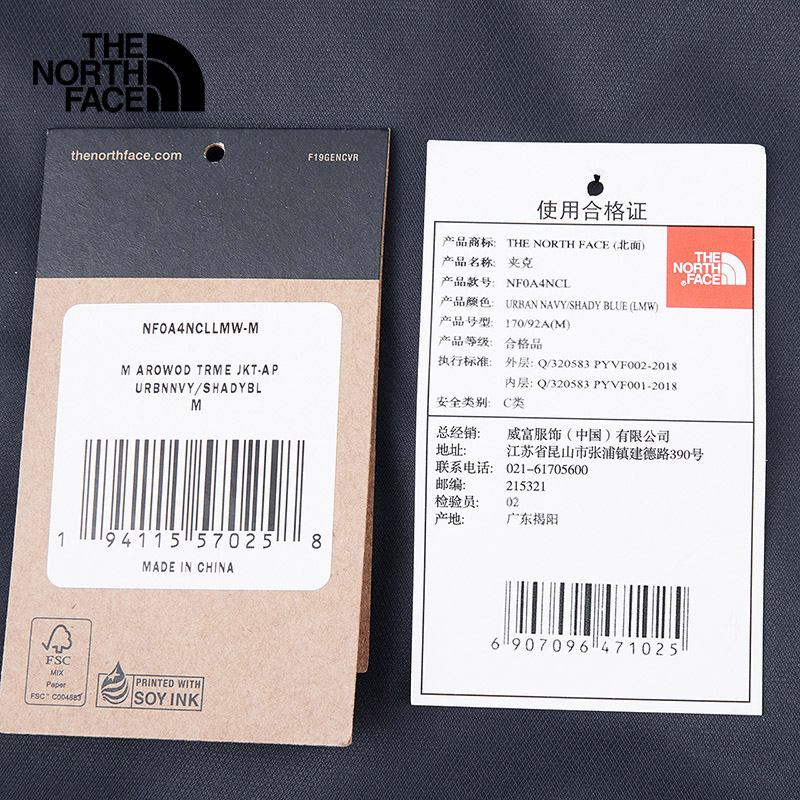 THE
NORTH
FACE
thenorthface.com
F19GENCVR
NF0A4NCLLMW-M
M AROWOD TRME JKT-AP
URBNNVY/SHADYBL
M
1 94115 57025 8
MADE IN CHINA
FSC
MIX
Paper
FSC™ C004883
PRINTED WITH
SOY INK
使用合格证
产品商标: THE NORTH FACE (北面)
产品名称: 夹克
产品款号: NF0A4NCL
产品颜色: URBAN NAVY/SHADY BLUE (LMW)
产品号型: 170/92A(M)
产品等级: 合格品
执行标准: 外层: Q/320583 PYVF002-2018
内层: Q/320583 PYVF001-2018
安全类别: C类
THE
NORTH
FACE
总经销: 威富服饰（中国）有限公司
地址: 江苏省昆山市张浦镇建德路390号
联系电话: 021-61705600
邮编: 215321
检验员: 02
产地: 广东揭阳
6 907096 471025